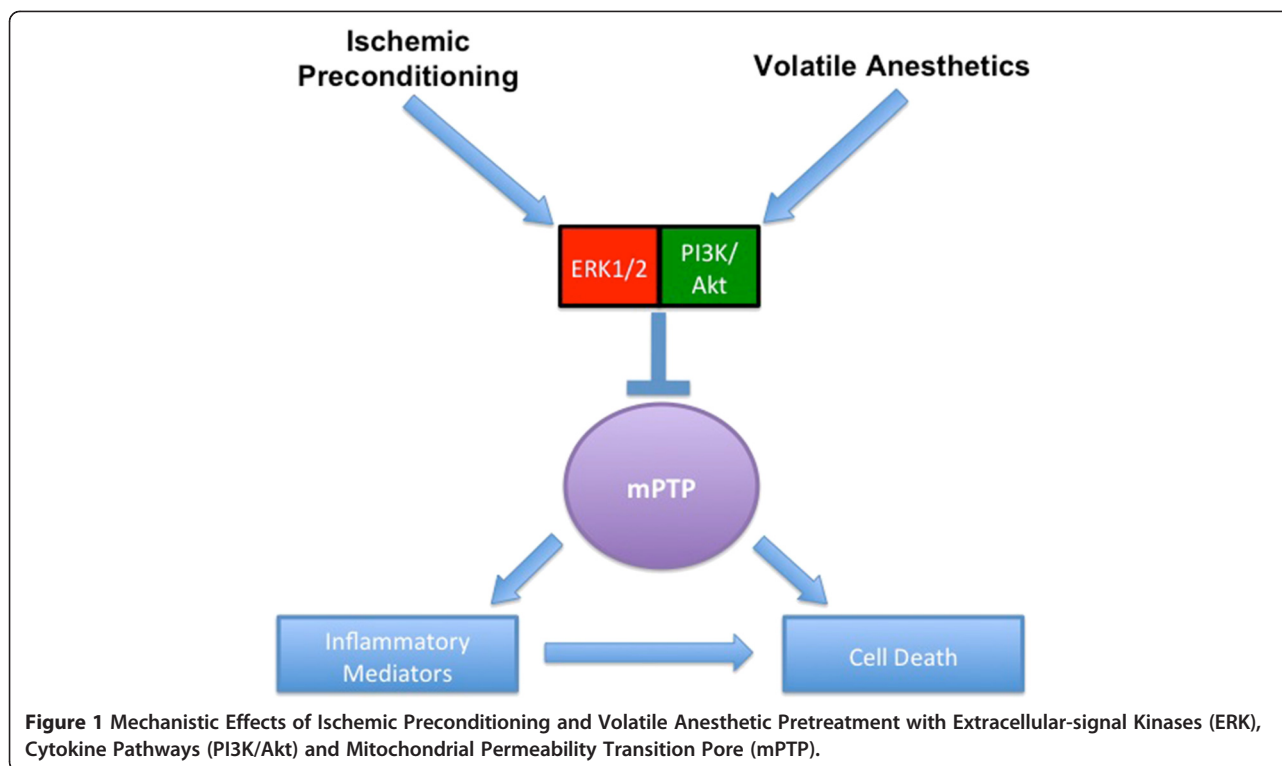 Ischemic
Preconditioning
Volatile Anesthetics
ERK1/2
PI3K/
Akt
mPTP
Inflammatory
Mediators
Cell Death
Figure 1 Mechanistic Effects of Ischemic Preconditioning and Volatile Anesthetic Pretreatment with Extracellular-signal Kinases (ERK),
Cytokine Pathways (PI3K/Akt) and Mitochondrial Permeability Transition Pore (mPTP).